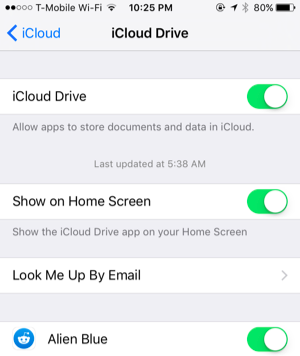 T-Mobile Wi-Fi 10:25 PM 80%
iCloud iCloud Drive
iCloud Drive
Allow apps to store documents and data in iCloud.
Last updated at 5:38 AM
Show on Home Screen
Show the iCloud Drive app on your Home Screen
Look Me Up By Email
Alien Blue